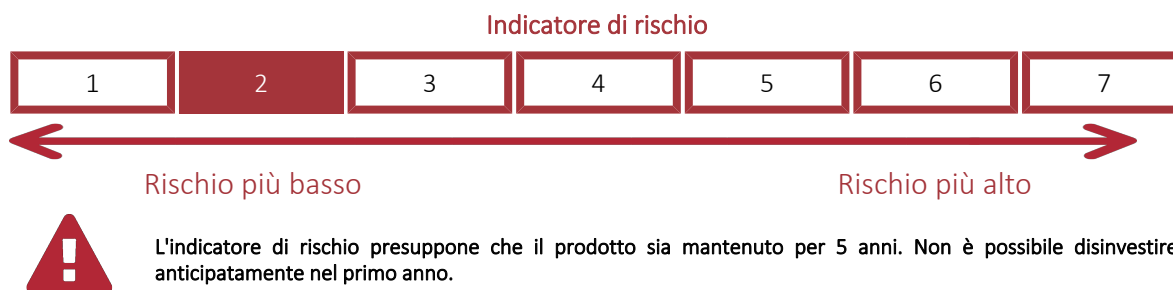 Indicatore di rischio
1 2 3 4 5 6 7
Rischio più basso Rischio più alto
L'indicatore di rischio presuppone che il prodotto sia mantenuto per 5 anni. Non è possibile disinvestire
anticipatamente nel primo anno.